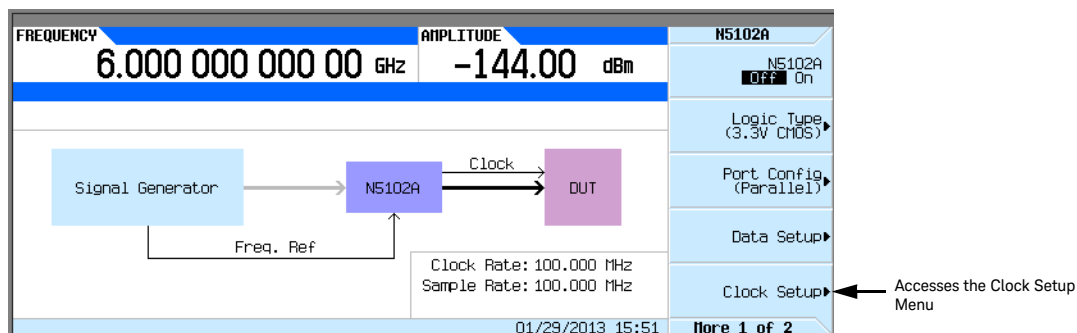 FREQUENCY
6.000 000 000 00 GHz
AMPLITUDE
-144.00 dBm
N5102A
N5102A
Off On
Logic Type
(3.3V CMOS)
Port Config
(Parallel)
Data Setup
Clock Setup
More 1 of 2
Signal Generator
N5102A
Clock
DUT
Freq. Ref
Clock Rate: 100.000 MHz
Sample Rate: 100.000 MHz
01/29/2013 15:51
Accesses the Clock Setup
Menu